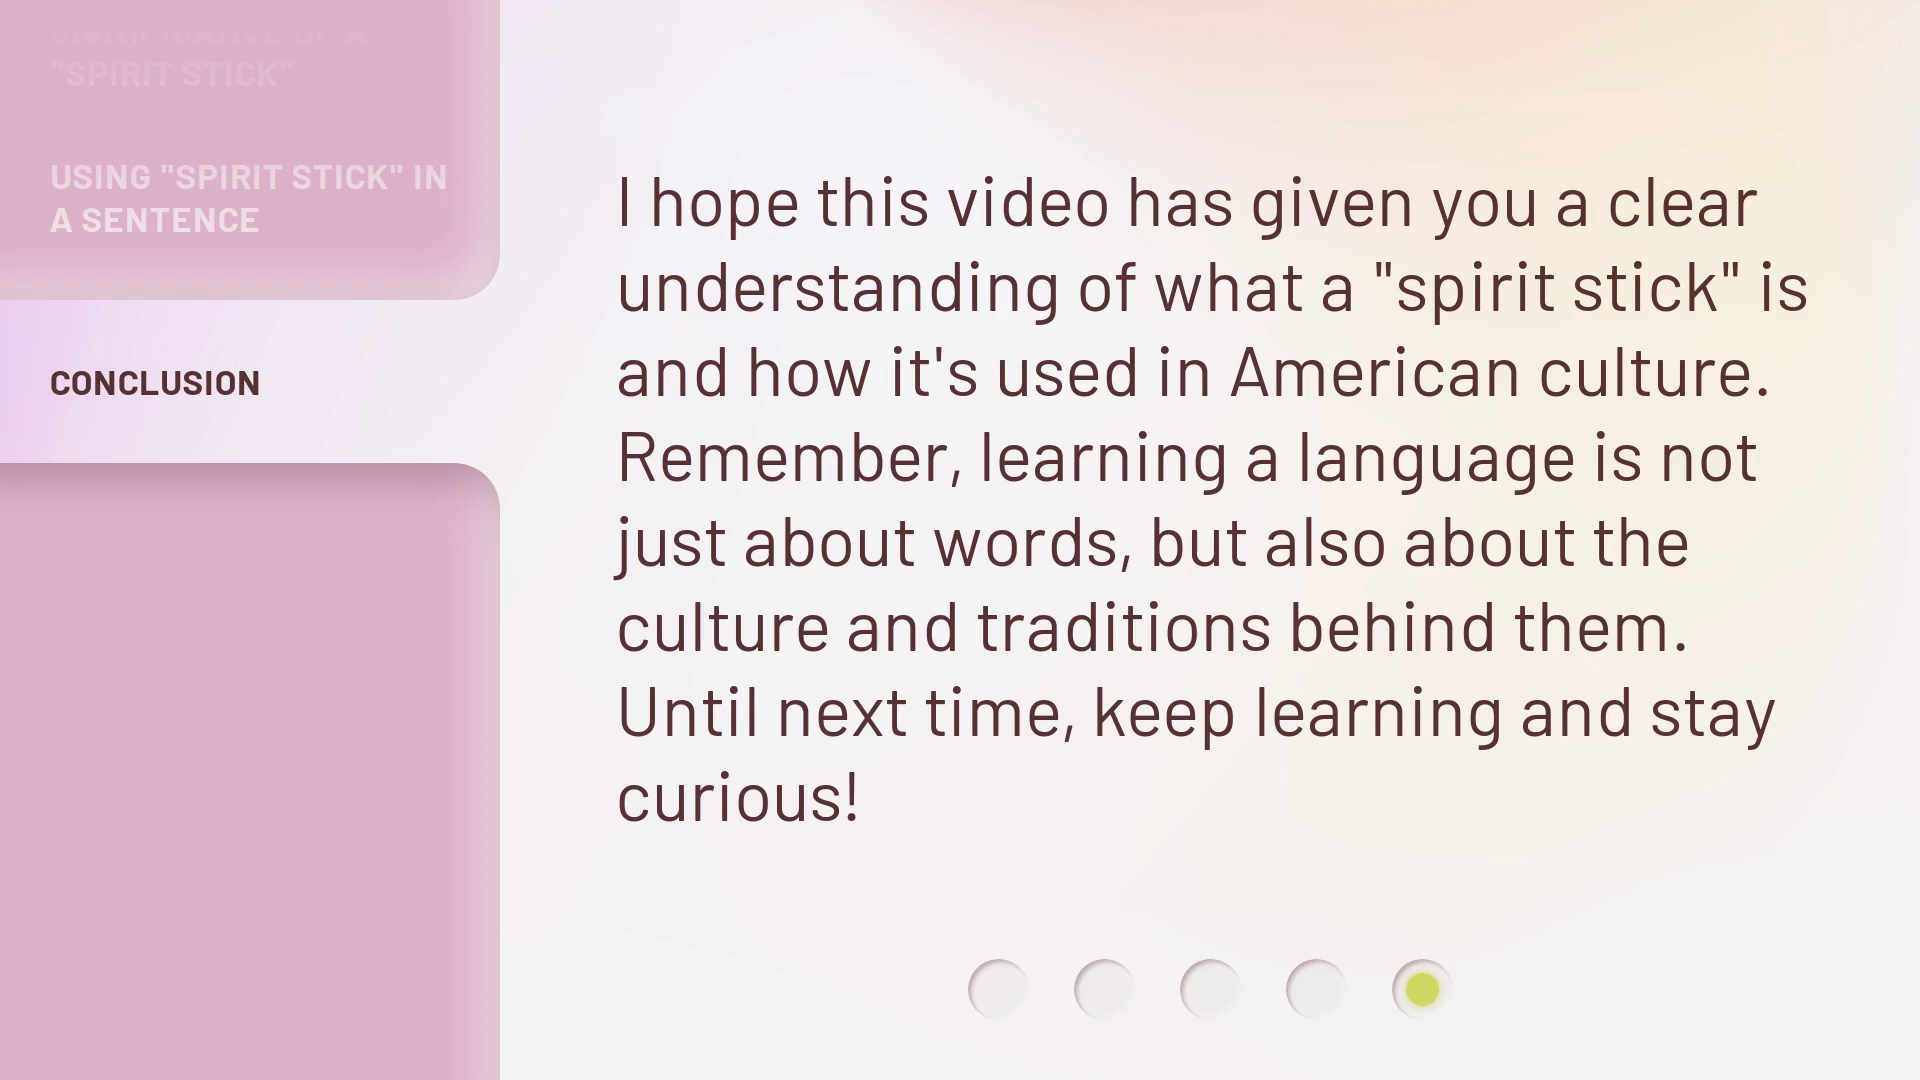 SIGNIFICANCE OF A
"SPIRIT STICK"
USING "SPIRIT STICK" IN
A SENTENCE
CONCLUSION
I hope this video has given you a clear
understanding of what a "spirit stick" is
and how it's used in American culture.
Remember, learning a language is not
just about words, but also about the
culture and traditions behind them.
Until next time, keep learning and stay
curious!